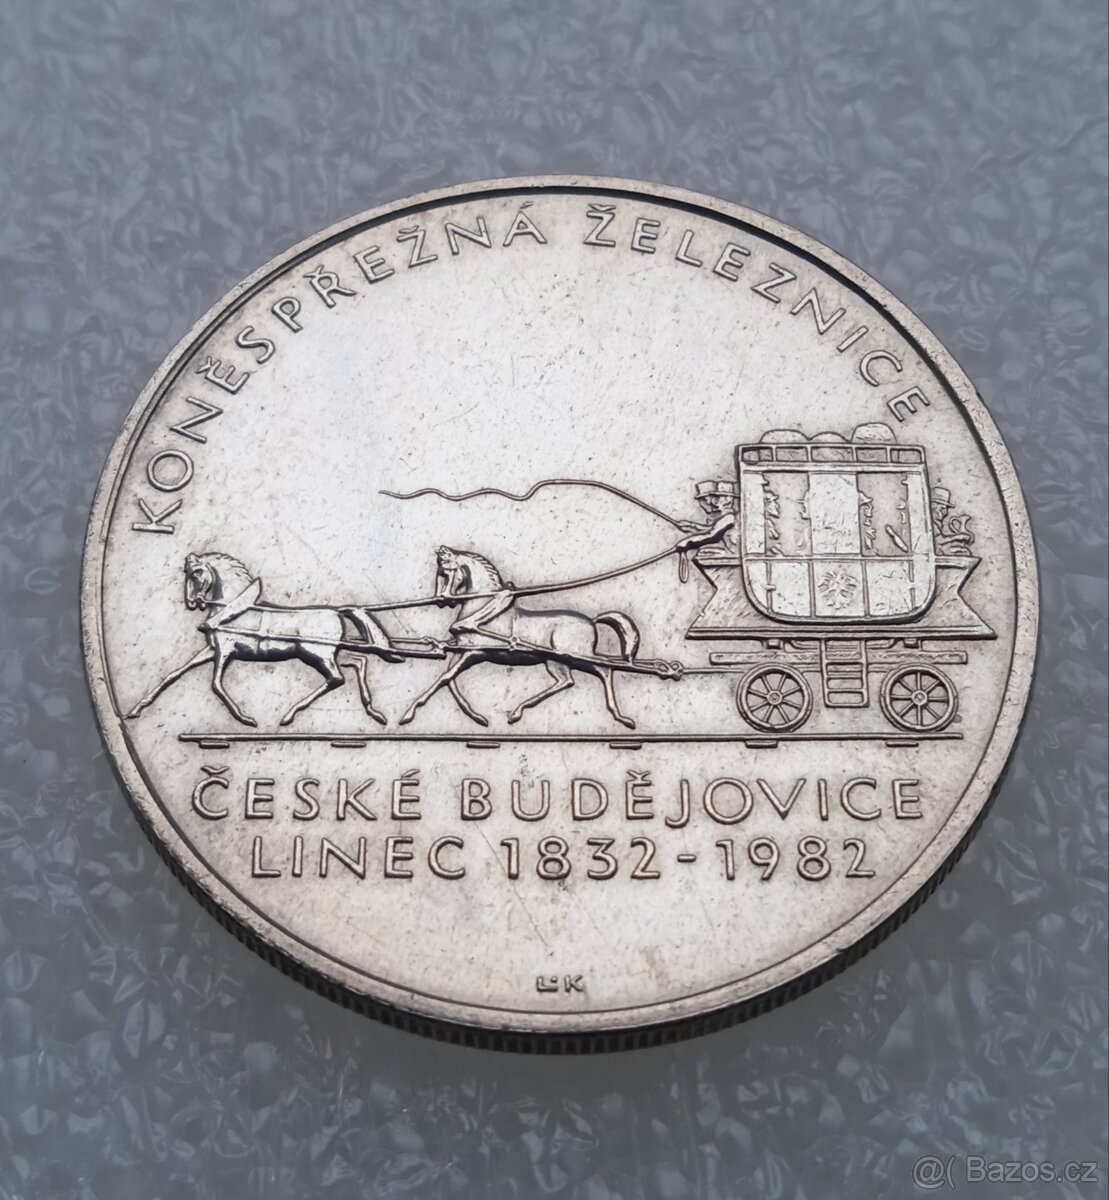 KONĚSPŘEŽNÁ ŽELEZNICE
ČESKÉ BUDĚJOVICE
LINEC 1832-1982
LK
@( Bazos.cz